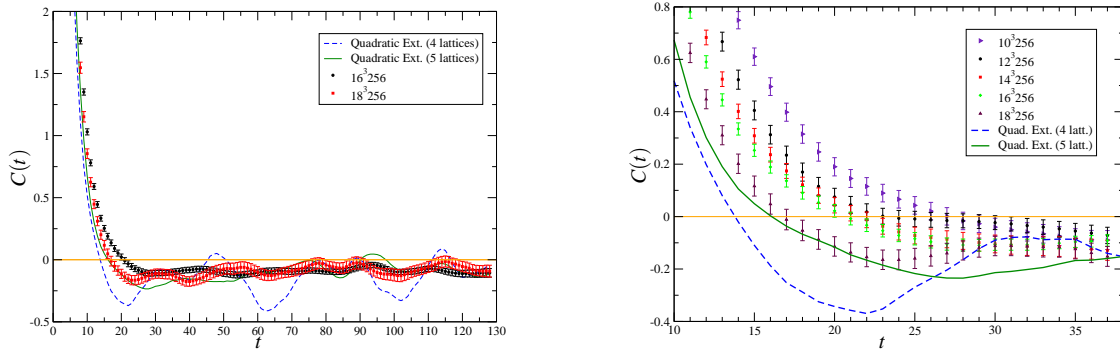 2
1.5
1
0.5
0
-0.5
C(t)
0 10 20 30 40 50 60 70 80 90 100 110 120 130
t
Quadratic Ext. (4 lattices)
Quadratic Ext. (5 lattices)
16³256
18³256
0.8
0.6
0.4
0.2
0
-0.2
-0.4
C(t)
10 15 20 25 30 35
t
10³256
12³256
14³256
16³256
18³256
Quad. Ext. (4 latt.)
Quad. Ext. (5 latt.)